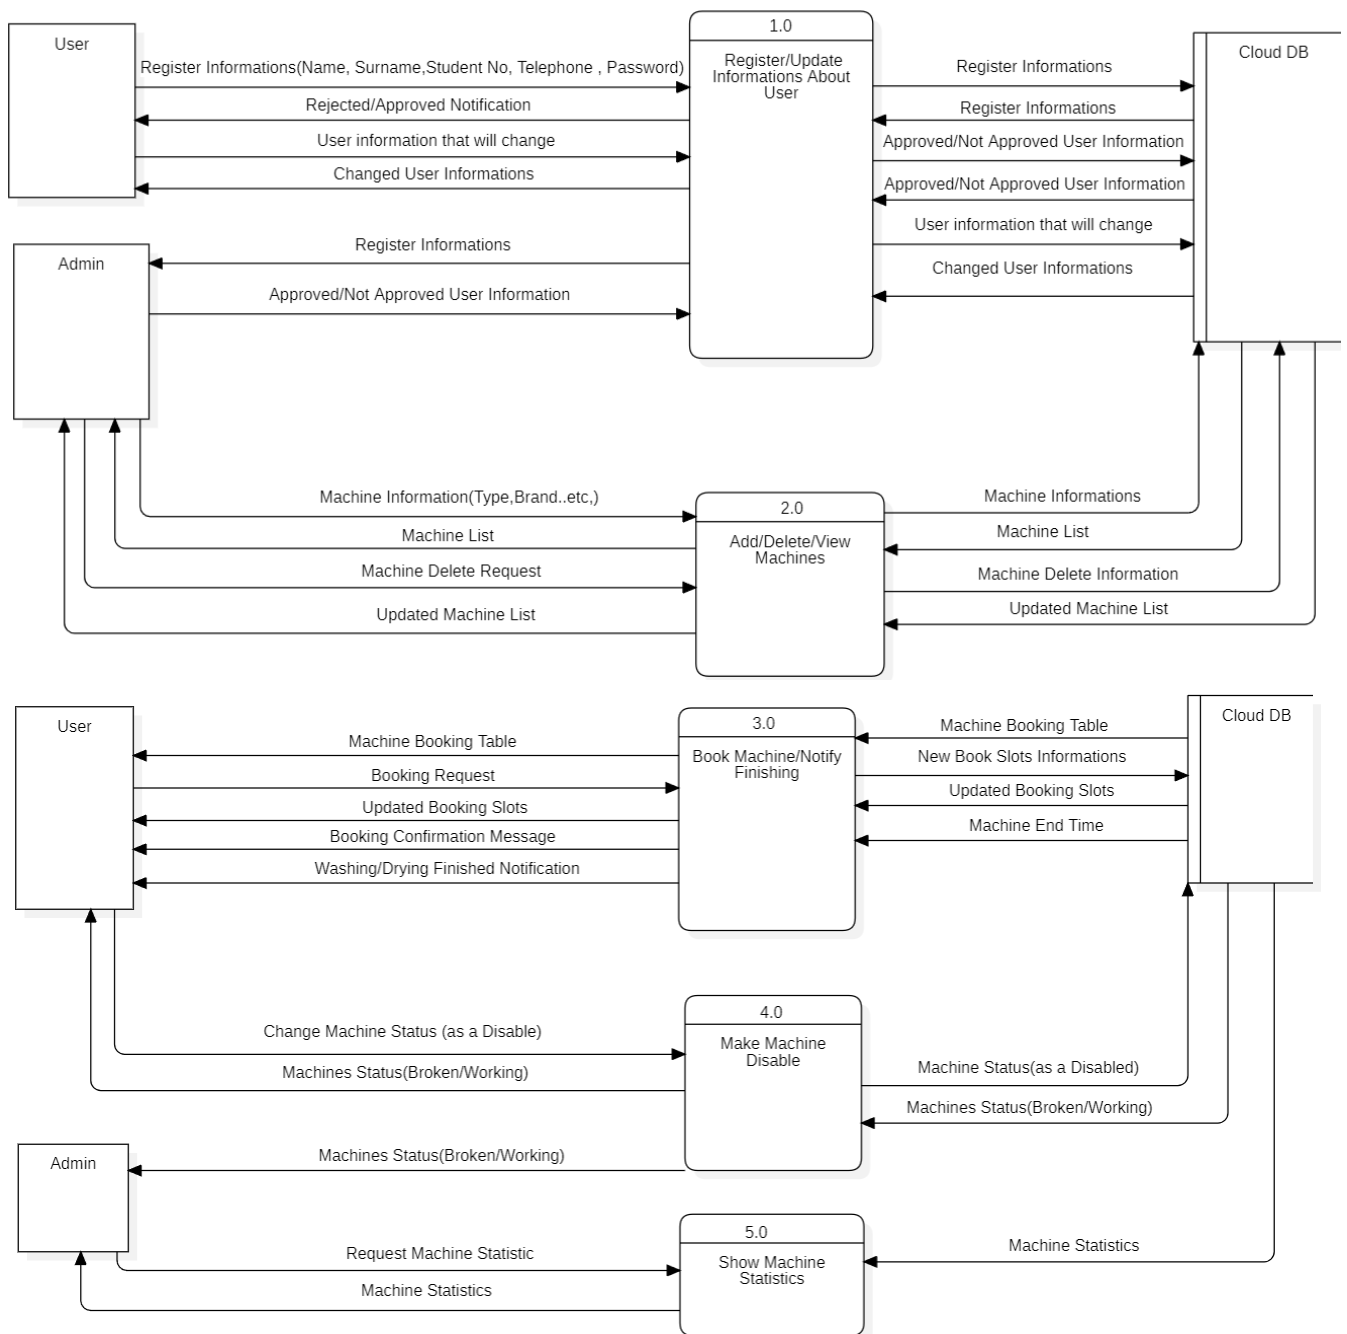 User
1.0
Register/Update
Informations About
User
Cloud DB
Register Informations(Name, Surname,Student No, Telephone , Password)
Rejected/Approved Notification
User information that will change
Changed User Informations
Register Informations
Register Informations
Approved/Not Approved User Information
Approved/Not Approved User Information
User information that will change
Changed User Informations
Admin
Register Informations
Approved/Not Approved User Information
Machine Information(Type,Brand..etc,)
Machine List
Machine Delete Request
Updated Machine List
2.0
Add/Delete/View
Machines
Machine Informations
Machine List
Machine Delete Information
Updated Machine List
User
Machine Booking Table
Booking Request
Updated Booking Slots
Booking Confirmation Message
Washing/Drying Finished Notification
3.0
Book Machine/Notify
Finishing
Machine Booking Table
New Book Slots Informations
Updated Booking Slots
Machine End Time
Cloud DB
Change Machine Status (as a Disable)
Machines Status(Broken/Working)
4.0
Make Machine
Disable
Machine Status(as a Disabled)
Machines Status(Broken/Working)
Admin
Machines Status(Broken/Working)
Request Machine Statistic
Machine Statistics
5.0
Show Machine
Statistics
Machine Statistics